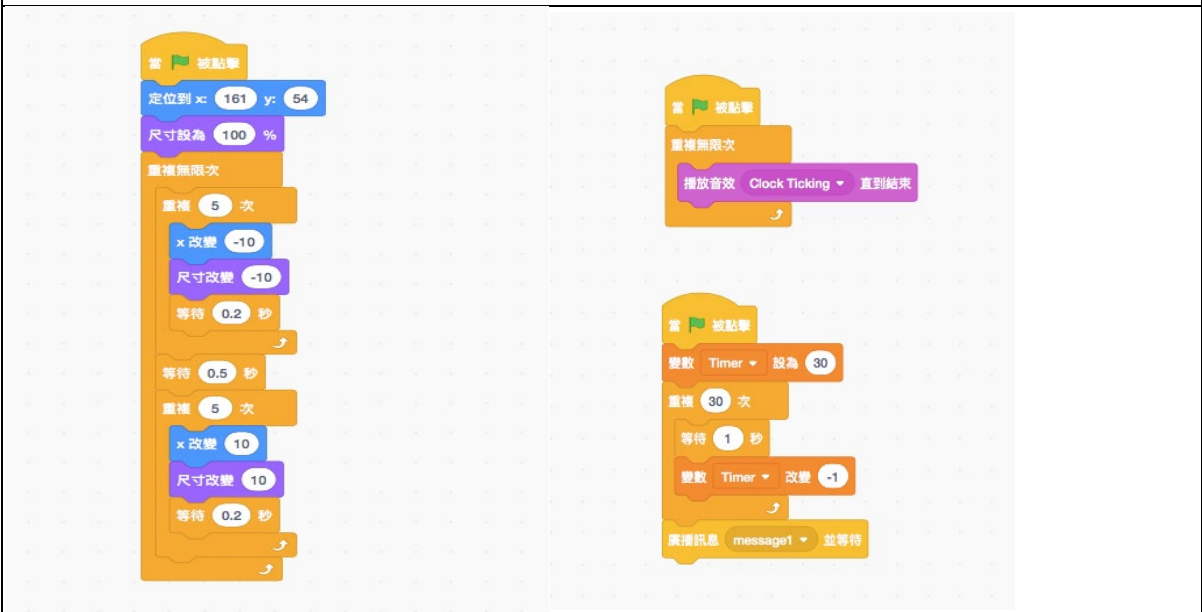 當 被點擊
定位到 x: 161 y: 54
尺寸設為 100 %
重複無限次
重複 5 次
x 改變 -10
尺寸改變 -10
等待 0.2 秒
等待 0.5 秒
重複 5 次
x 改變 10
尺寸改變 10
等待 0.2 秒
當 被點擊
重複無限次
播放音效 Clock Ticking 直到結束
當 被點擊
變數 Timer 設為 30
重複 30 次
等待 1 秒
變數 Timer 改變 -1
廣播訊息 message1 並等待